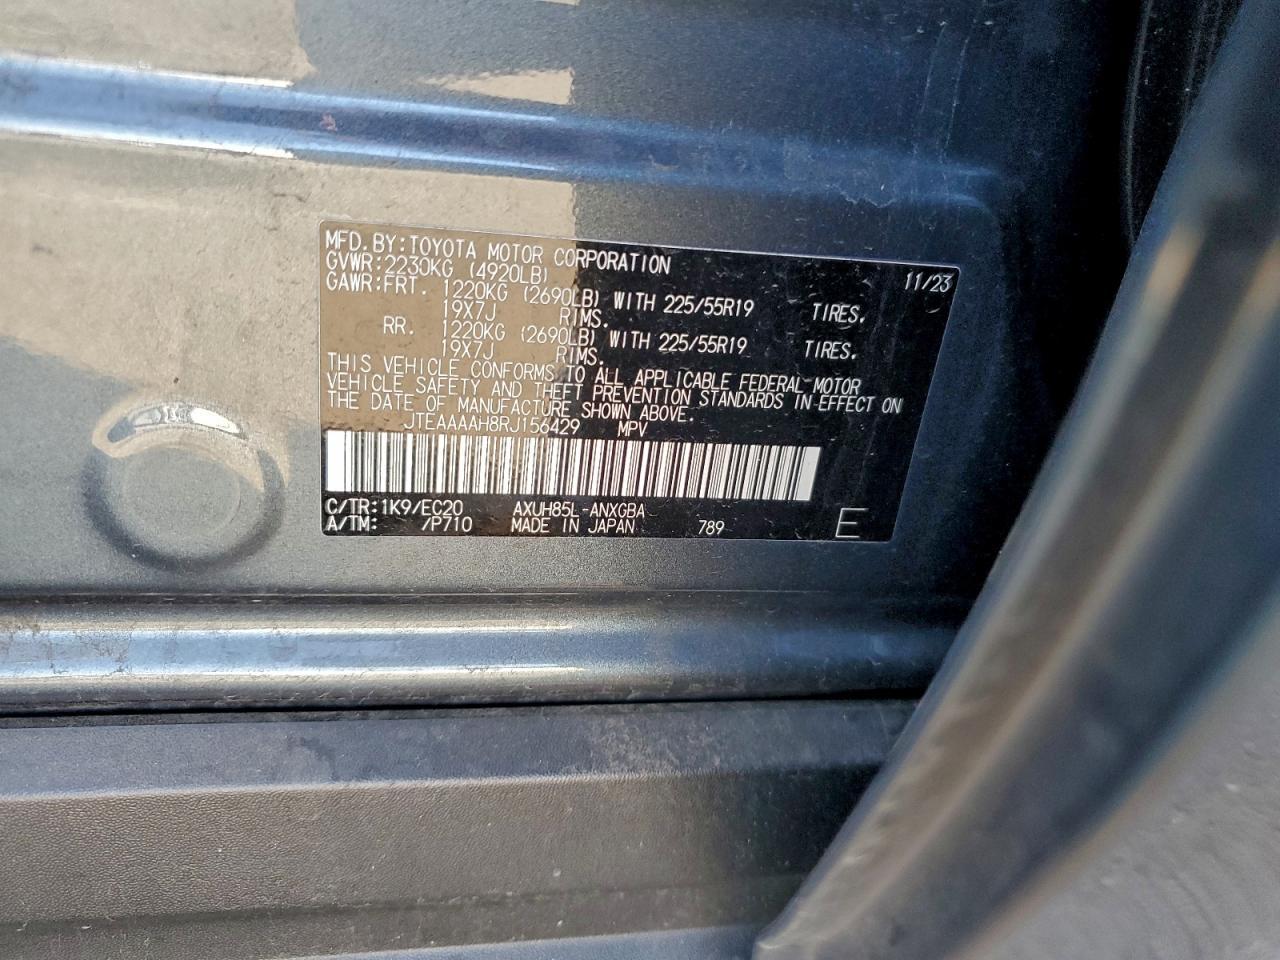 MFD.BY:TOYOTA MOTOR CORPORATION 11/23
GVWR:2230KG (4920LB)
GAWR:FRT. 1220KG (2690LB) WITH 225/55R19 TIRES.
19X7J RIMS.
RR. 1220KG (2690LB) WITH 225/55R19 TIRES.
19X7J RIMS.
THIS VEHICLE CONFORMS TO ALL APPLICABLE FEDERAL MOTOR
VEHICLE SAFETY AND THEFT PREVENTION STANDARDS IN EFFECT ON
THE DATE OF MANUFACTURE SHOWN ABOVE.
JTEAAAAH8RJ156429 MPV
C/TR:1K9/EC20 AXUH85L-ANXGBA
A/TM: /P710 MADE IN JAPAN 789 E